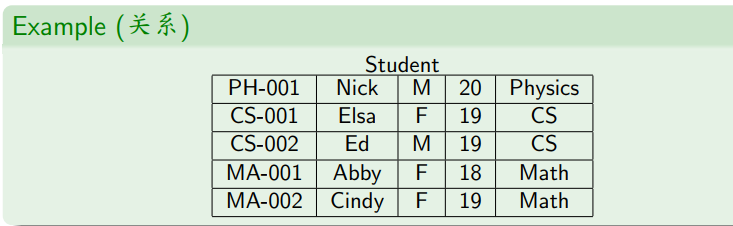 Example (关系)
Student
PH-001 Nick M 20 Physics
CS-001 Elsa F 19 CS
CS-002 Ed M 19 CS
MA-001 Abby F 18 Math
MA-002 Cindy F 19 Math